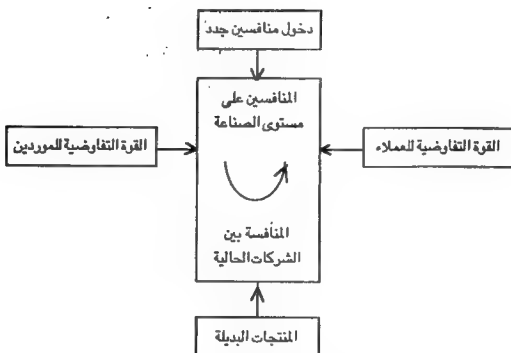 دخول منافسين جدد
المنافسين على
مستوى الصناعة
القوة التفاوضية للعملاء
القوة التفاوضية للموردين
المنافسة بين
الشركات الحالية
المنتجات البديلة